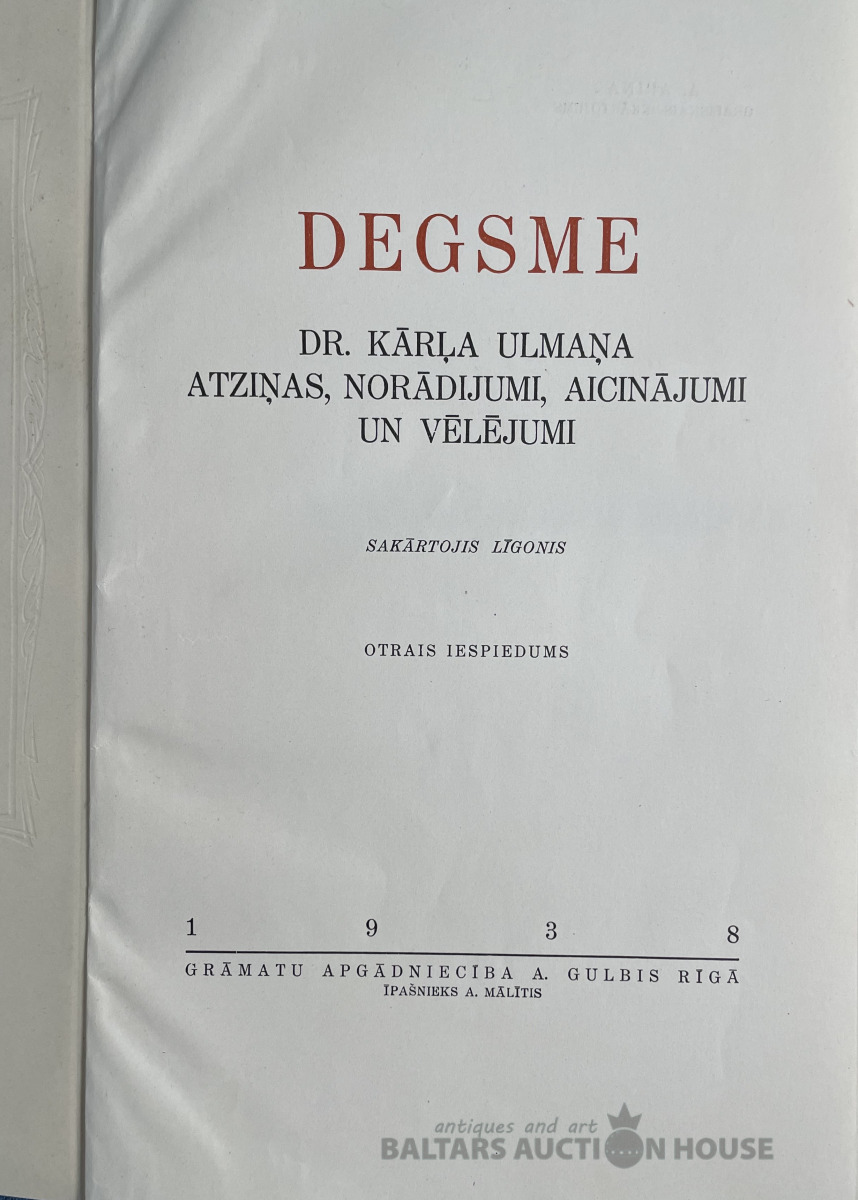 DEGSME
DR. KĀRĻA ULMAŅA
ATZIŅAS, NORĀDIJUMI, AICINĀJUMI
UN VĒLĒJUMI
SAKĀRTOJIS LĪGONIS
OTRAIS IESPIEDUMS
1 9 3 8
GRĀMATU APGĀDNIECĪBA A. GULBIS RĪGĀ
ĪPAŠNIEKS A. MĀLĪTIS
antiques and art
BALTARS AUCTION HOUSE